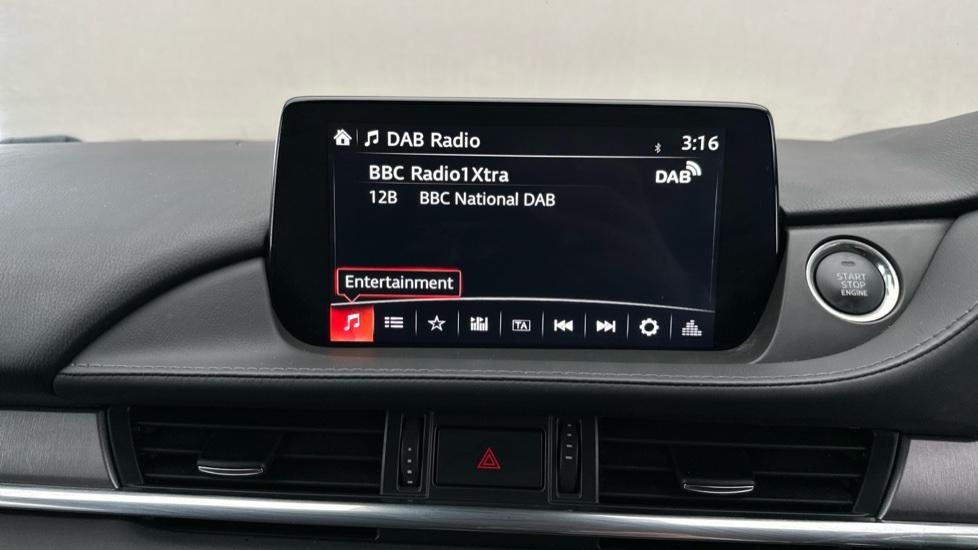 DAB Radio 3:16
BBC Radio1Xtra DAB
12B BBC National DAB
Entertainment
TA
START
STOP
ENGINE